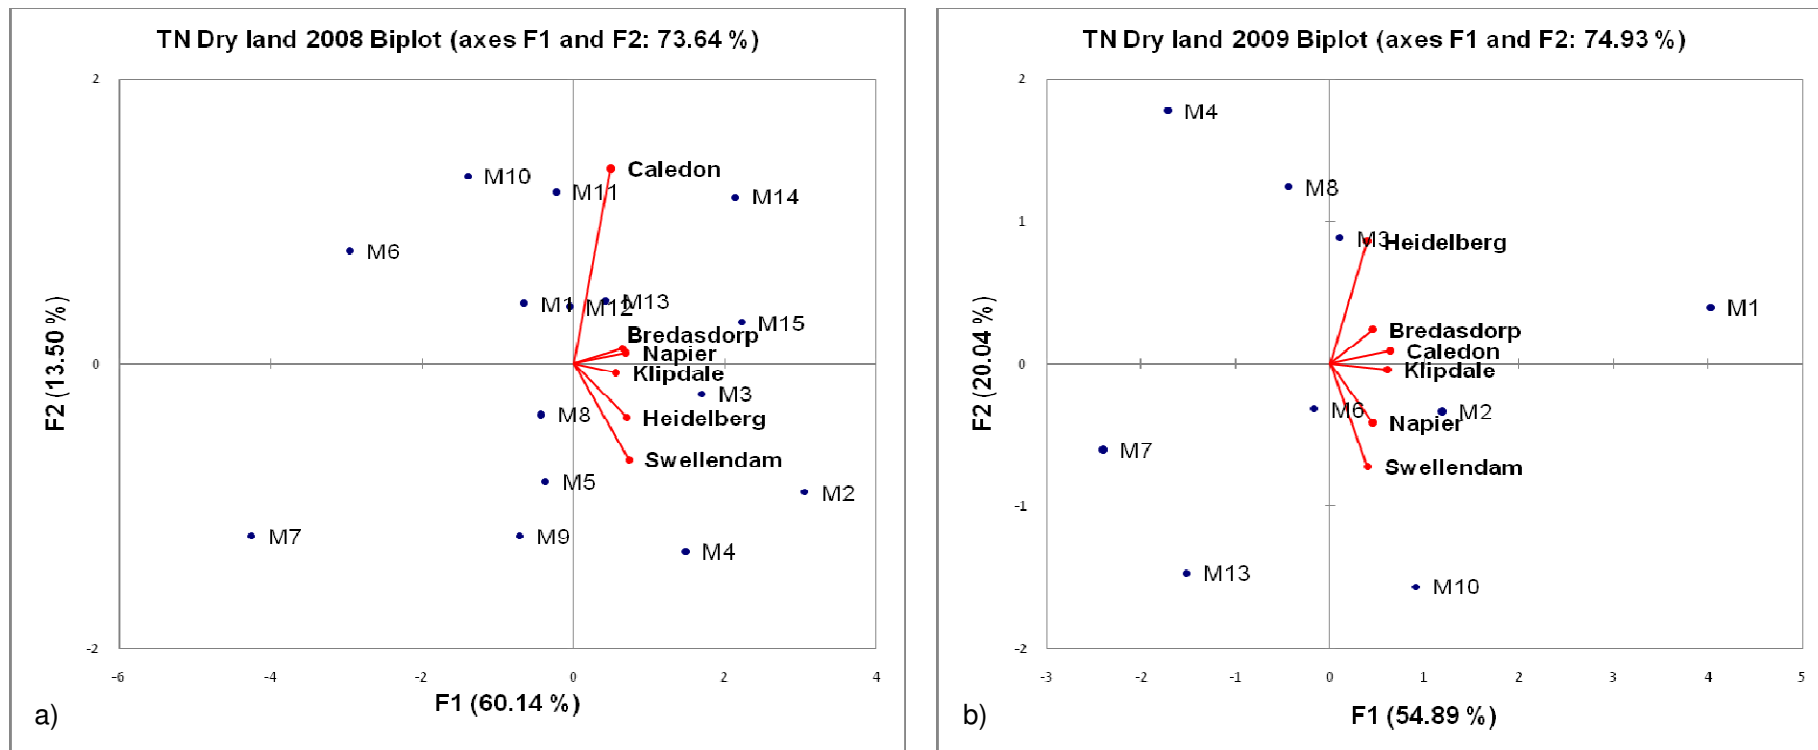 TN Dry land 2008 Biplot (axes F1 and F2: 73.64 %)
2
Caledon
M10
M11
M14
M6
M1
M12
M13
M15
Bredasdorp
Napier
0
Klipdale
M3
M8
Heidelberg
Swellendam
M5
M2
M7
M9
M4
-2
-6
-4
-2
0
2
4
F2 (13.50 %)
F1 (60.14 %)
a)
TN Dry land 2009 Biplot (axes F1 and F2: 74.93 %)
2
M4
M8
1
M3
Heidelberg
M1
Bredasdorp
Caledon
0
Klipdale
M6
M2
Napier
M7
Swellendam
-1
M13
M10
-2
-3
-2
-1
0
1
2
3
4
5
F2 (20.04 %)
F1 (54.89 %)
b)